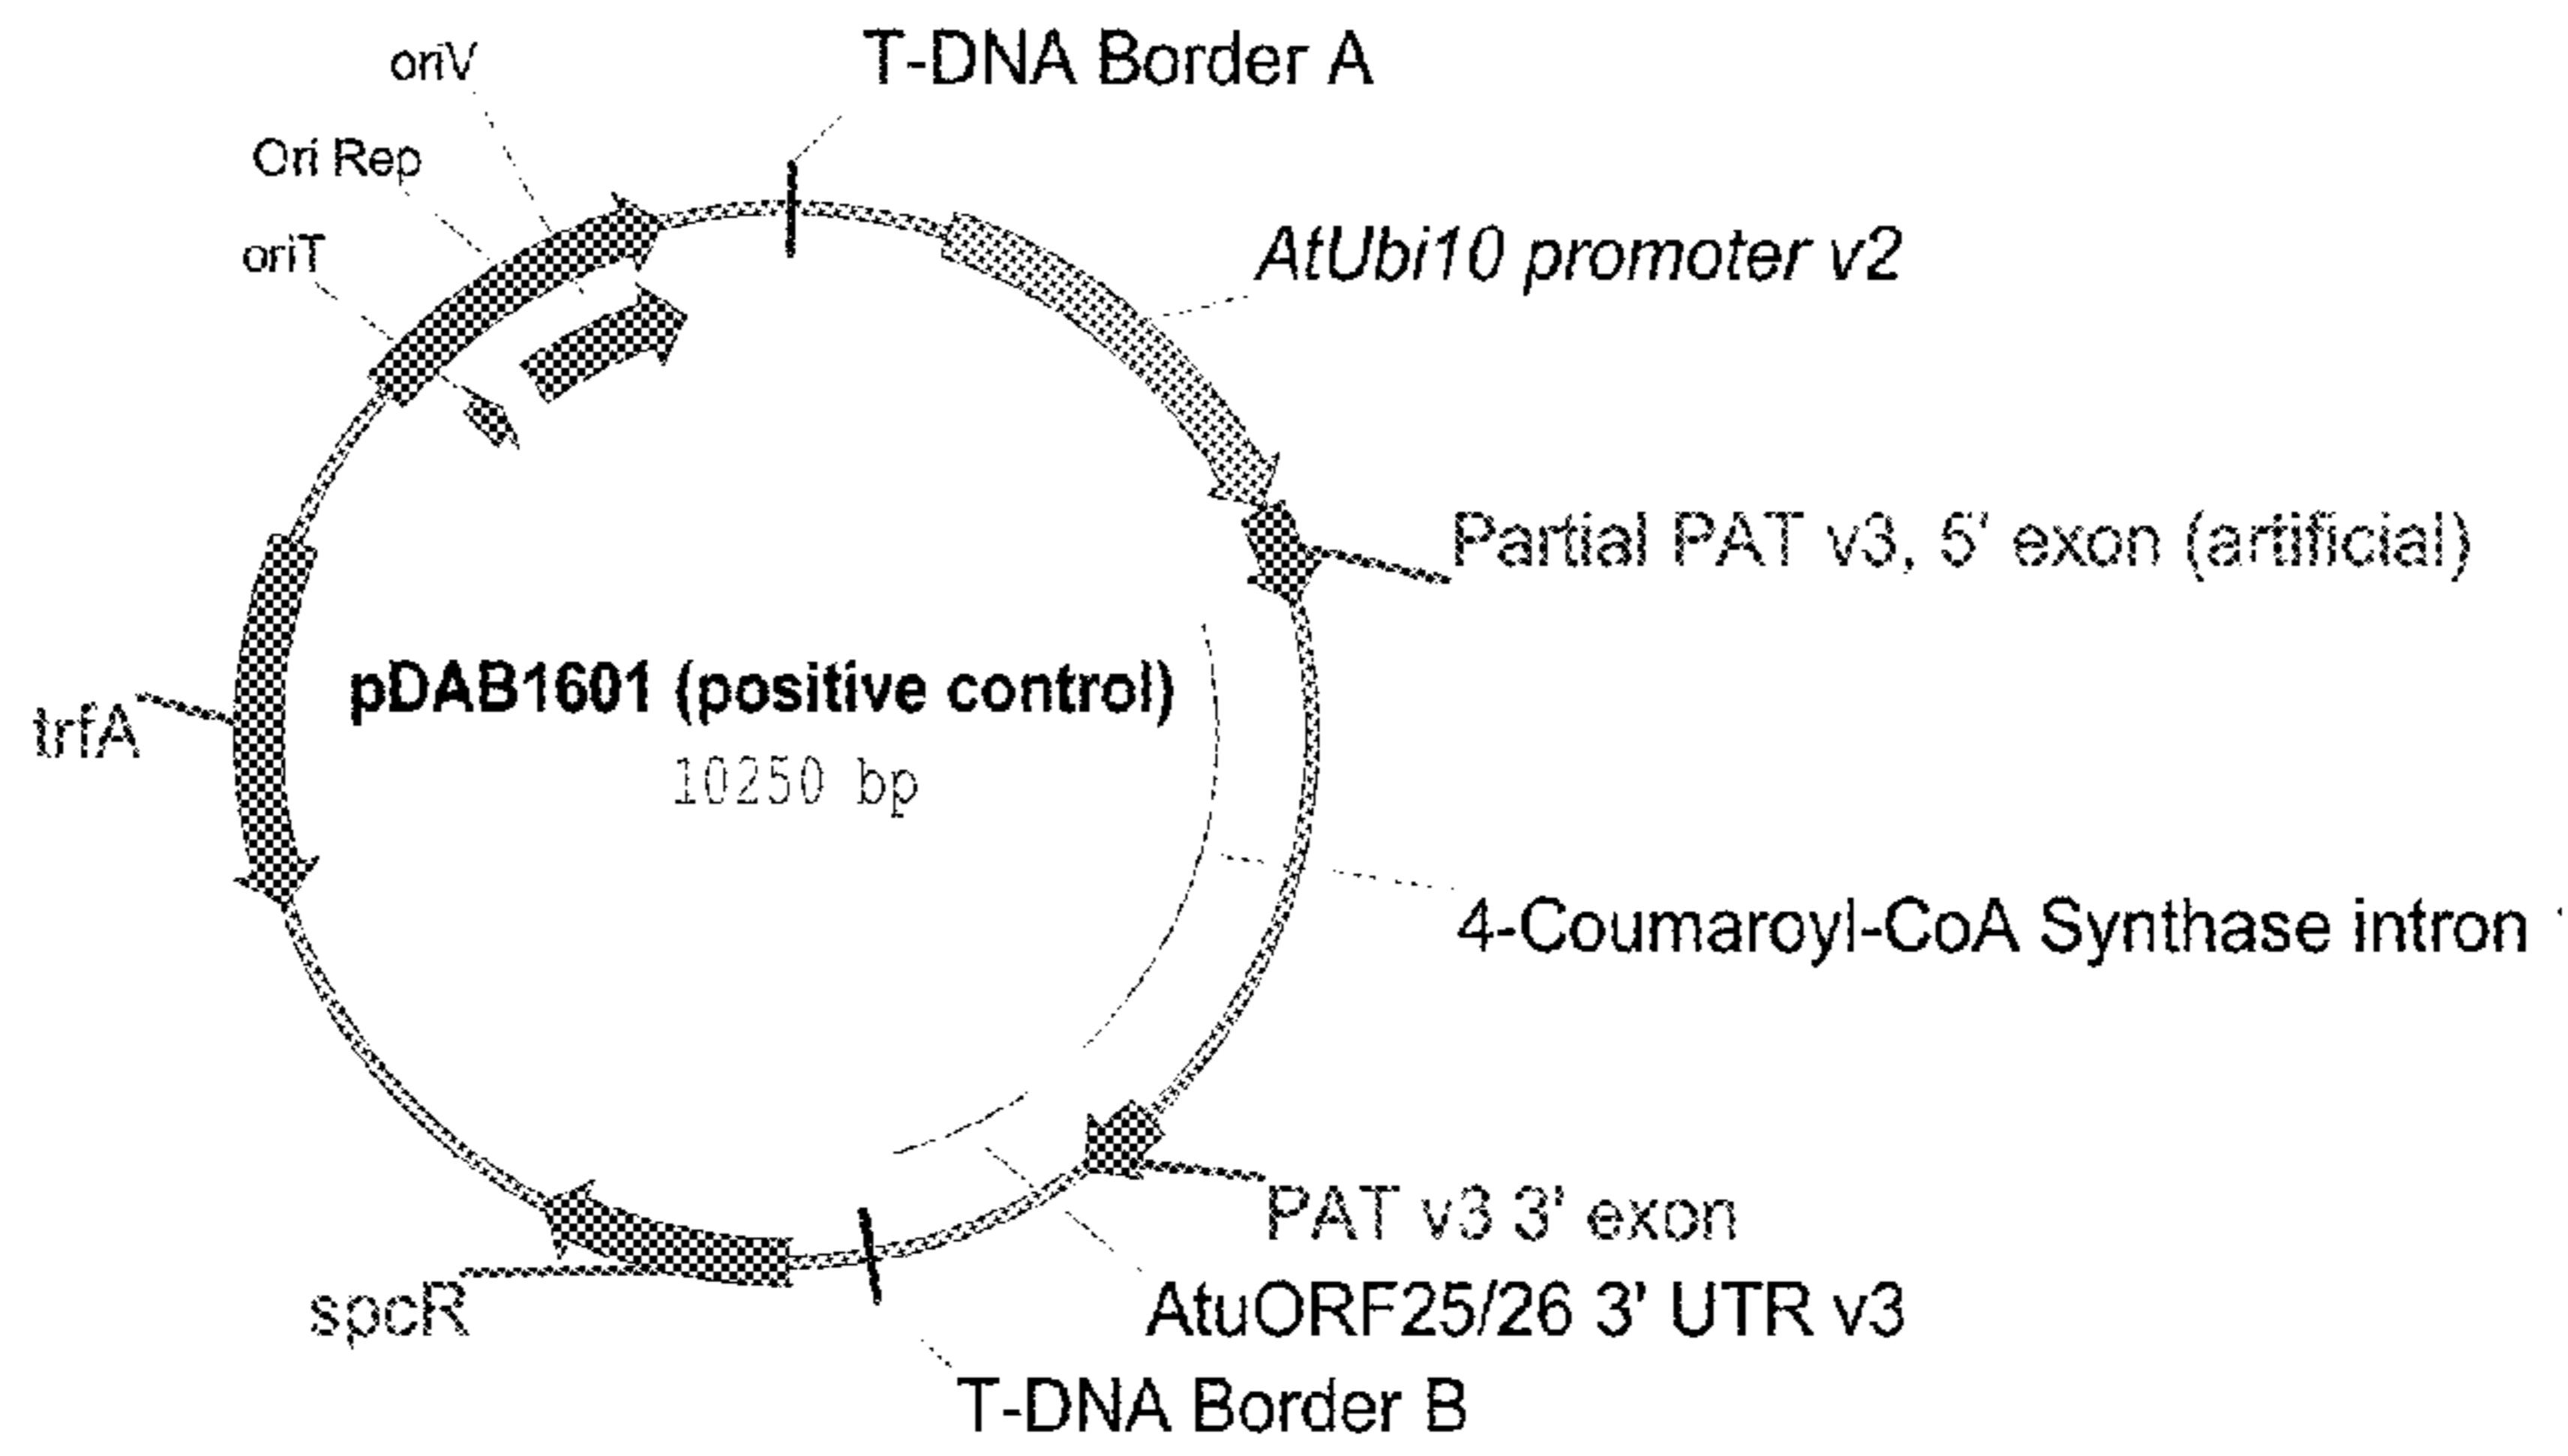 oriV
T-DNA Border A
Ori Rep
oriT
AtUbi10 promoter v2
Partial PAT v3, 5' exon (artificial)
pDAB1601 (positive control)
trfA
10250 bp
4-Coumaroyl-CoA Synthase intron
PAT v3 3' exon
spcR
AtuORF25/26 3' UTR v3
T-DNA Border B